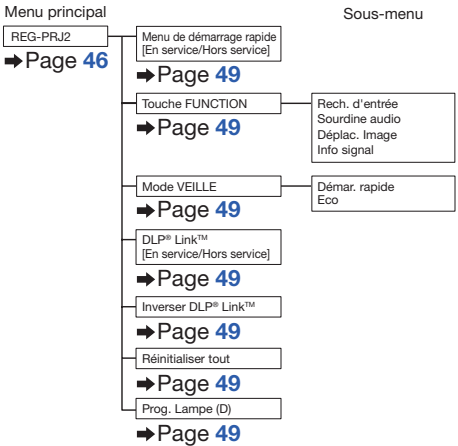 Menu principal
Sous-menu
REG-PRJ2
➡Page 46
Menu de démarrage rapide
[En service/Hors service]
➡Page 49
Touche FUNCTION
➡Page 49
Rech. d'entrée
Sourdine audio
Déplac. Image
Info signal
Mode VEILLE
➡Page 49
Démar. rapide
Eco
DLP® Link™
[En service/Hors service]
➡Page 49
Inverser DLP® Link™
➡Page 49
Réinitialiser tout
➡Page 49
Prog. Lampe (D)
➡Page 49